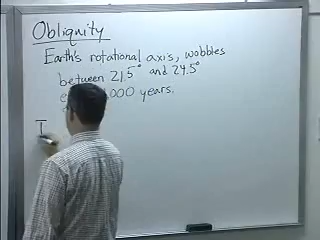 Obliquity
Earth's rotational axis, wobbles
between 21.5° and 24.5°
000 years.
I